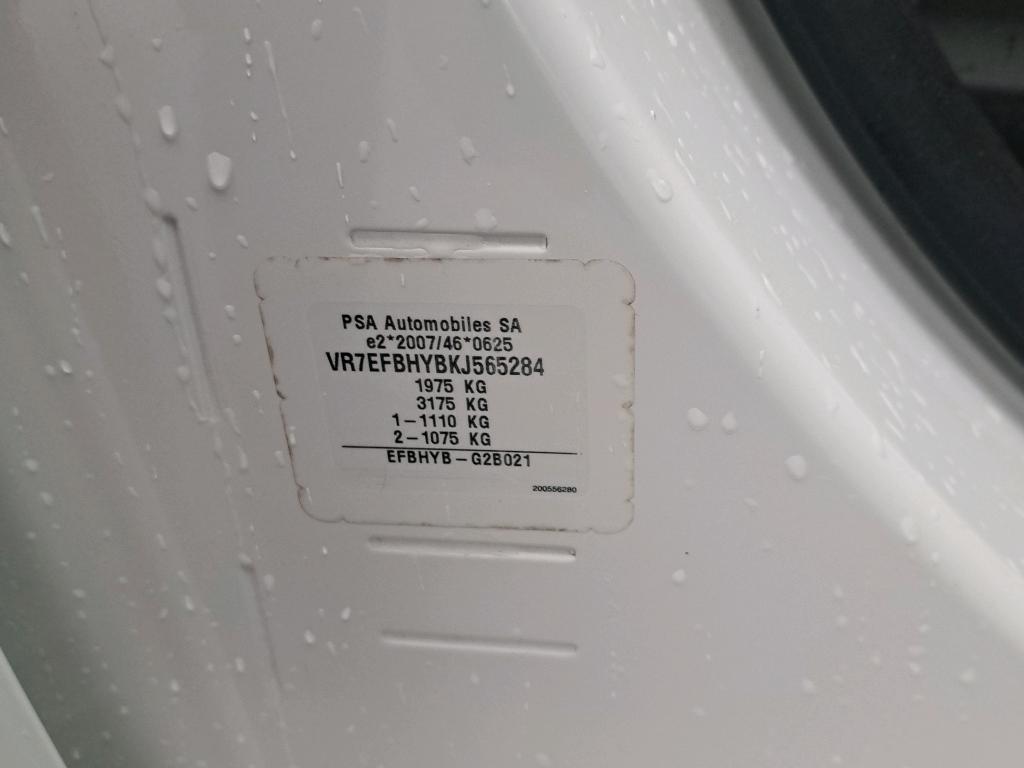 PSA Automobiles SA
e2*2007/46*0625
VR7EFBHYBKJ565284
1975 KG
3175 KG
1-1110 KG
2-1075 KG
EFBHYB-G2B021
200556280